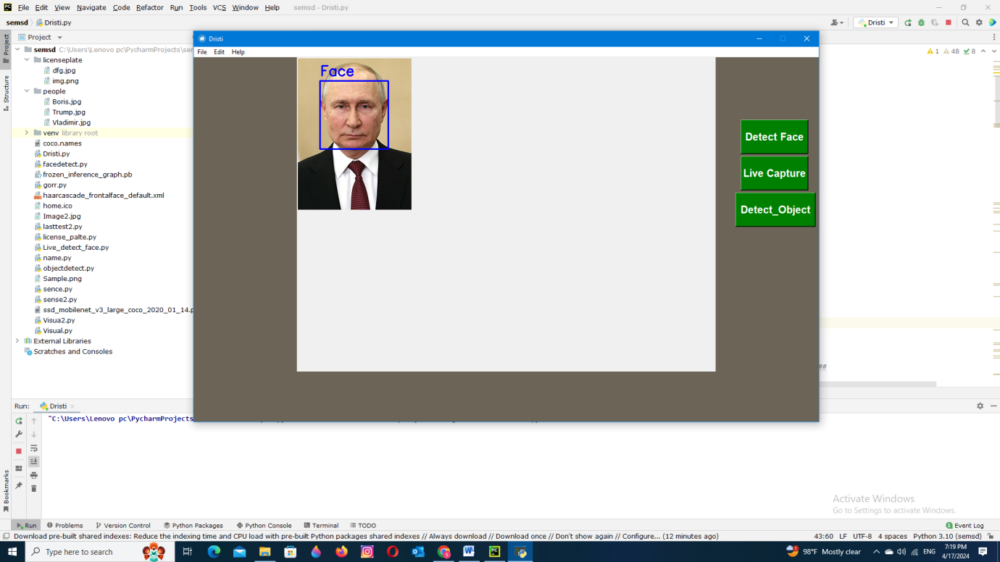 File Edit View Navigate Code Refactor Run Tools VCS Window Help semsd - Dristi.py
semsd Dristi.py Dristi
Project
Project
1 48 8
Structure
Bookmarks
semsd C:\Users\Lenovo pc\PycharmProjects\sem
licenseplate
dfg.jpg
img.png
people
Boris.jpg
Trump.jpg
Vladimir.jpg
venv library root
coco.names
Dristi.py
facedetect.py
frozen_inference_graph.pb
gorr.py
haarcascade_frontalface_default.xml
home.ico
Image2.jpg
lasttest2.py
license_palte.py
Live_detect_face.py
name.py
objectdetect.py
Sample.png
sence.py
sense2.py
ssd_mobilenet_v3_large_coco_2020_01_14.p
Visua2.py
Visual.py
External Libraries
Scratches and Consoles
Dristi
File Edit Help
Face
Detect Face
Live Capture
Detect_Object
##
Run: Dristi
"C:\Users\Lenovo pc\PycharmProjects
Activate Windows
Go to Settings to activate Windows.
Run Problems Version Control Python Packages Python Console Terminal TODO Event Log
Download pre-built shared indexes: Reduce the indexing time and CPU load with pre-built Python packages shared indexes // Always download // Download once // Don't show again // Configure... (12 minutes ago) 43:60 LF UTF-8 4 spaces Python 3.10 (semsd)
Type here to search 98°F Mostly clear ENG 7:19 PM
4/17/2024